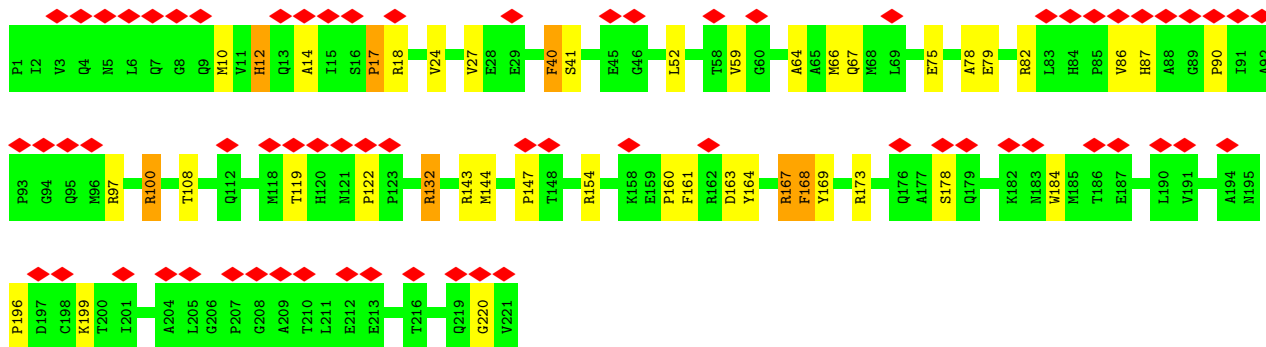 P1 I2 V3 Q4 N5 L6 Q7 G8 Q9 M10 V11 H12 Q13 A14 I15 S16 P17 R18 V24 V27 E28 E29 F40 S41 E45 G46 L52 T58 V59 G60 A64 A65 M66 Q67 M68 L69 E75 A78 E79 R82 L83 H84 P85 V86 H87 A88 G89 P90 I91 A92
P93 G94 Q95 M96 R97 R100 T108 Q112 M118 T119 H120 N121 P122 P123 R132 R143 M144 P147 T148 R154 K158 E159 P160 F161 R162 D163 Y164 R167 F168 Y169 R173 Q176 A177 S178 Q179 K182 N183 W184 M185 T186 E187 L190 V191 A194 N195
P196 D197 C198 K199 T200 I201 A204 L205 G206 P207 G208 A209 T210 L211 E212 E213 T216 Q219 G220 V221